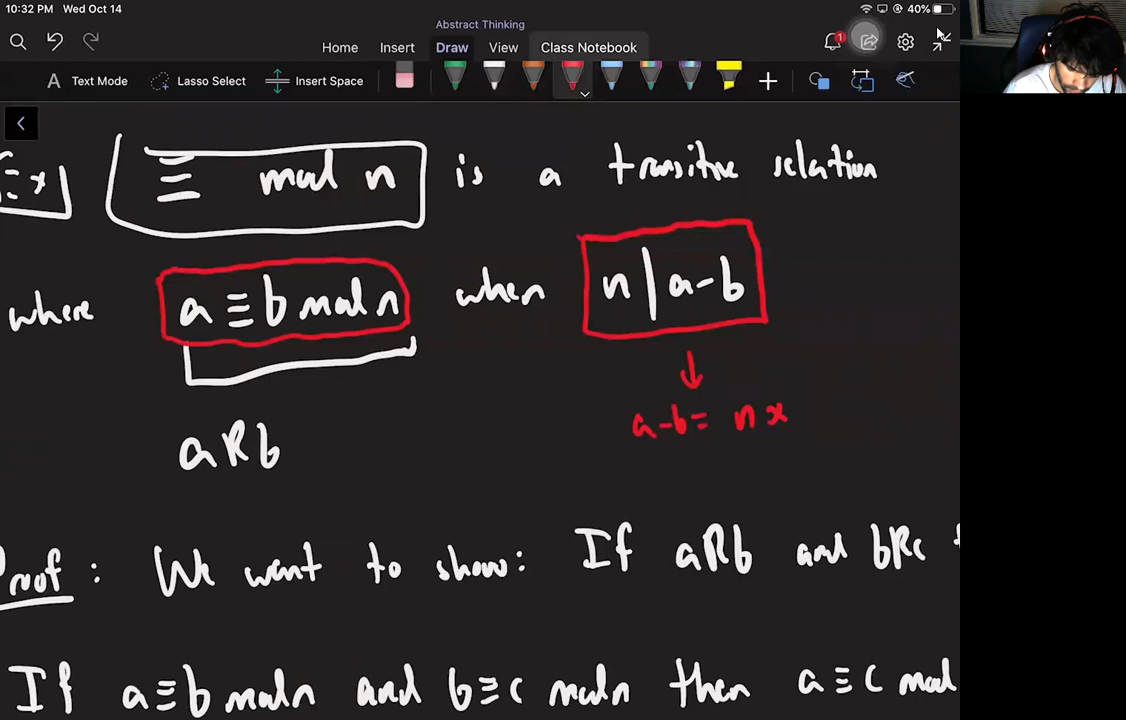 10:32 PM Wed Oct 14
40%
Abstract Thinking
Home Insert Draw View Class Notebook
1
Text Mode Lasso Select Insert Space
Ex] ≡ mod n is a transitive relation
where a ≡ b mod n when n | a-b
a-b = nx
aRb
Proof: We want to show: If aRb and bRc
If a ≡ b mod n and b ≡ c mod n then a ≡ c mod